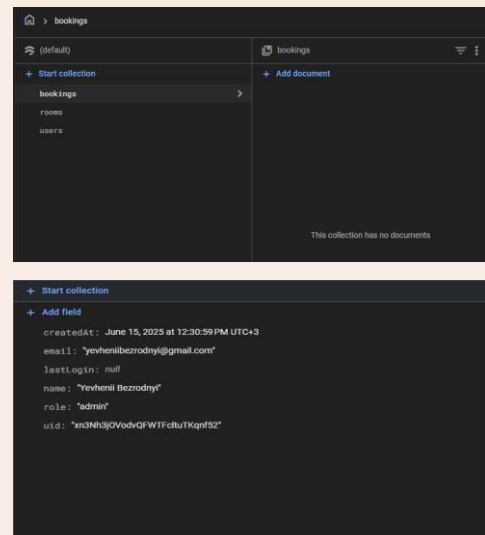 > bookings
(default)
bookings
+ Start collection
+ Add document
bookings >
rooms
users
This collection has no documents
+ Start collection
+ Add field
createdAt: June 15, 2025 at 12:30:59 PM UTC+3
email: "yevheniibezrodnyi@gmail.com"
lastLogin: null
name: "Yevhenii Bezrodnyi"
role: "admin"
uid: "xn3Nh3jOVodvQFWTFcltuTKqnf52"